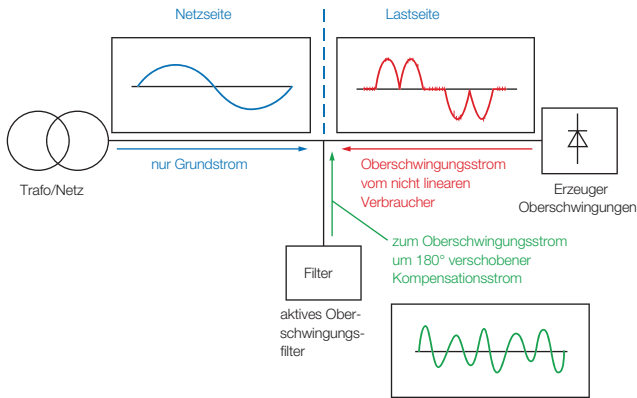 Netzseite
Lastseite
Trafo/Netz
nur Grundstrom
Oberschwingungsstrom
vom nicht linearen
Verbraucher
Erzeuger
Oberschwingungen
zum Oberschwingungsstrom
um 180° verschobener
Kompensationsstrom
Filter
aktives Ober-
schwingungs-
filter